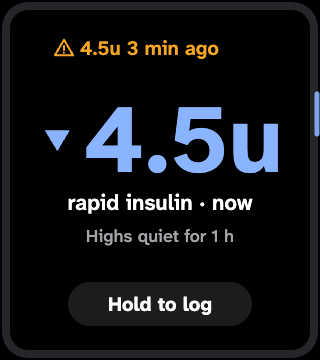 ⚠ 4.5u 3 min ago
▼ 4.5u
rapid insulin · now
Highs quiet for 1 h
Hold to log